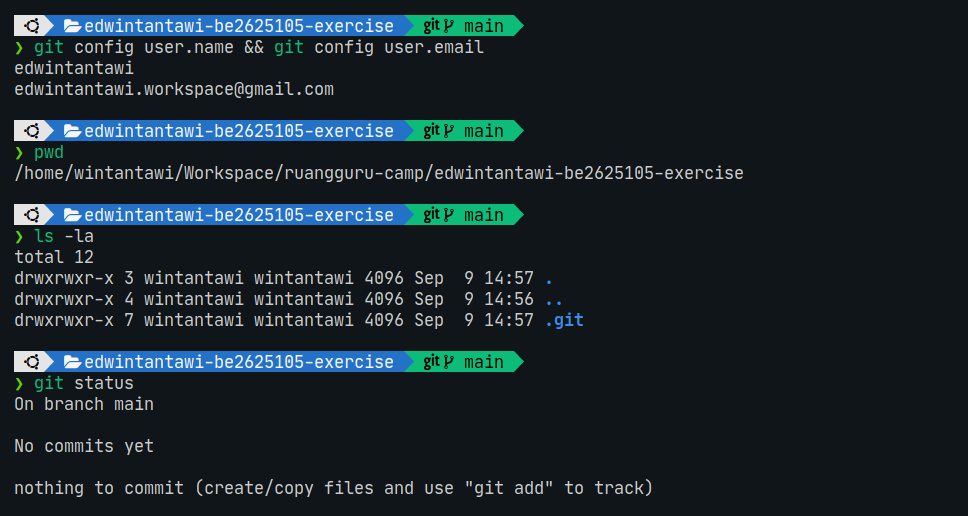 edwintantawi-be2625105-exercise git main
❯ git config user.name && git config user.email
edwintantawi
edwintantawi.workspace@gmail.com
edwintantawi-be2625105-exercise git main
❯ pwd
/home/wintantawi/Workspace/ruangguru-camp/edwintantawi-be2625105-exercise
edwintantawi-be2625105-exercise git main
❯ ls -la
total 12
drwxrwxr-x 3 wintantawi wintantawi 4096 Sep  9 14:57 .
drwxrwxr-x 4 wintantawi wintantawi 4096 Sep  9 14:56 ..
drwxrwxr-x 7 wintantawi wintantawi 4096 Sep  9 14:57 .git
edwintantawi-be2625105-exercise git main
❯ git status
On branch main
No commits yet
nothing to commit (create/copy files and use "git add" to track)